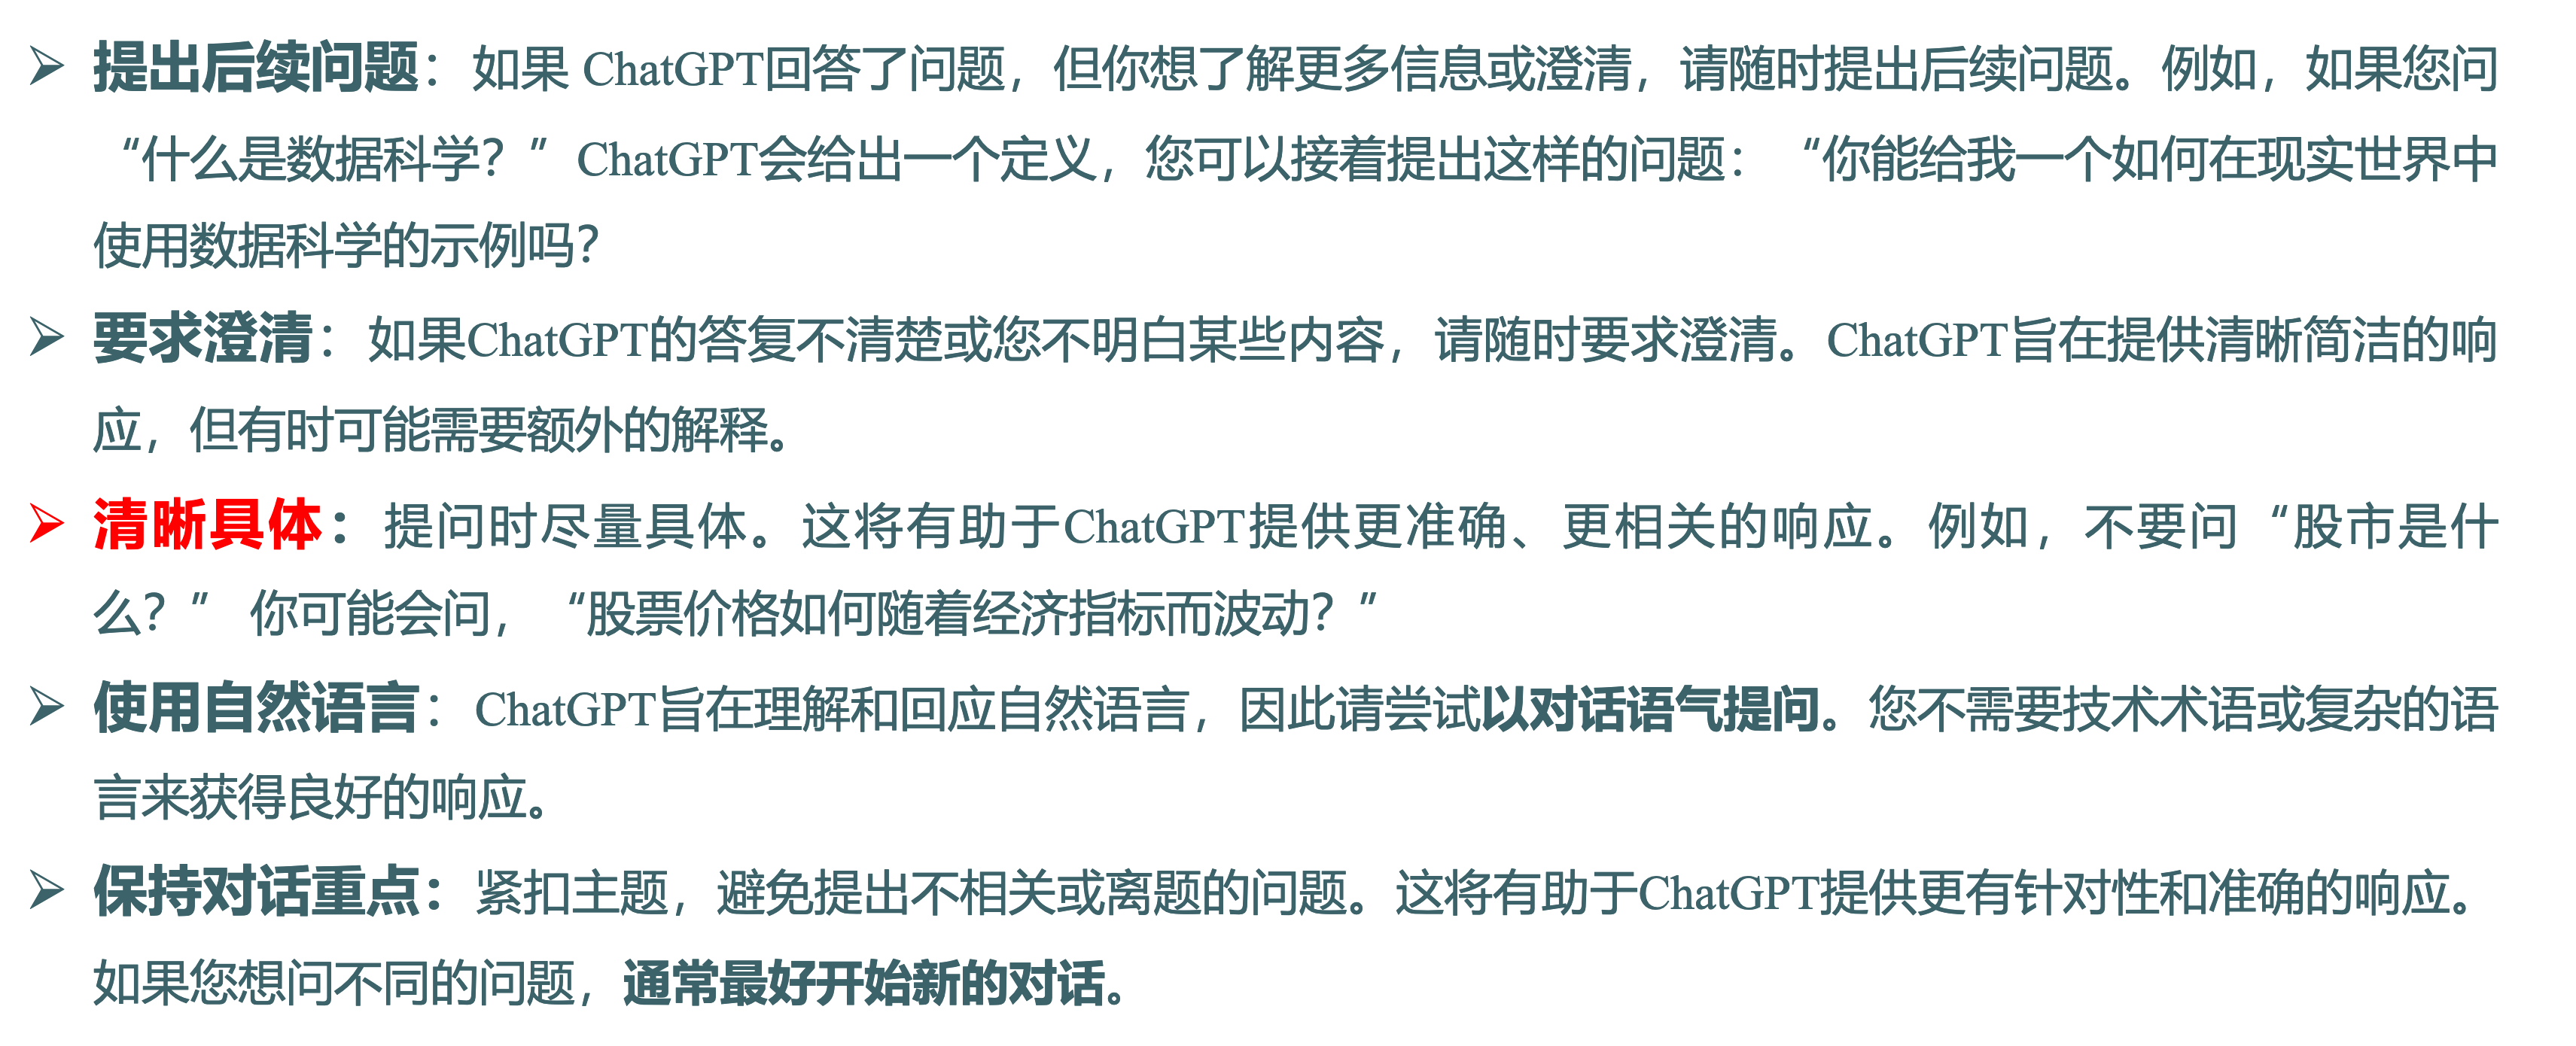 ➢ 提出后续问题：如果 ChatGPT回答了问题，但你想了解更多信息或澄清，请随时提出后续问题。例如，如果您问
“什么是数据科学？”ChatGPT会给出一个定义，您可以接着提出这样的问题：“你能给我一个如何在现实世界中
使用数据科学的示例吗？
➢ 要求澄清：如果ChatGPT的答复不清楚或您不明白某些内容，请随时要求澄清。ChatGPT旨在提供清晰简洁的响
应，但有时可能需要额外的解释。
➢ 清晰具体：提问时尽量具体。这将有助于ChatGPT提供更准确、更相关的响应。例如，不要问“股市是什
么？” 你可能会问，“股票价格如何随着经济指标而波动？”
➢ 使用自然语言：ChatGPT旨在理解和回应自然语言，因此请尝试以对话语气提问。您不需要技术术语或复杂的语
言来获得良好的响应。
➢ 保持对话重点：紧扣主题，避免提出不相关或离题的问题。这将有助于ChatGPT提供更有针对性和准确的响应。
如果您想问不同的问题，通常最好开始新的对话。